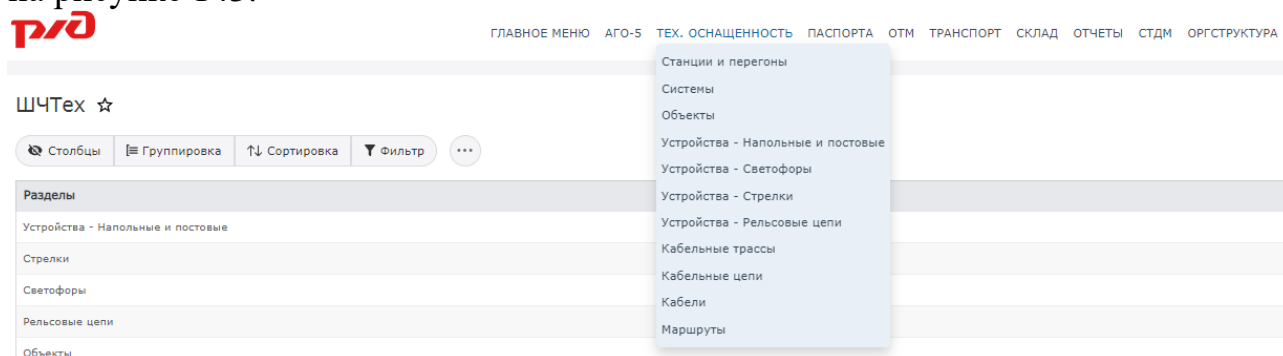 на рисунке 143.
ржд
ГЛАВНОЕ МЕНЮ АГО-5 ТЕХ. ОСНАЩЕННОСТЬ ПАСПОРТА ОТМ ТРАНСПОРТ СКЛАД ОТЧЕТЫ СТДМ ОРГСТРУКТУРА
Станции и перегоны
Системы
Объекты
Устройства - Напольные и постовые
Устройства - Светофоры
Устройства - Стрелки
Устройства - Рельсовые цепи
Кабельные трассы
Кабельные цепи
Кабели
Маршруты
ШЧТех
Столбцы Группировка Сортировка Фильтр ...
Разделы
Устройства - Напольные и постовые
Стрелки
Светофоры
Рельсовые цепи
Объекты